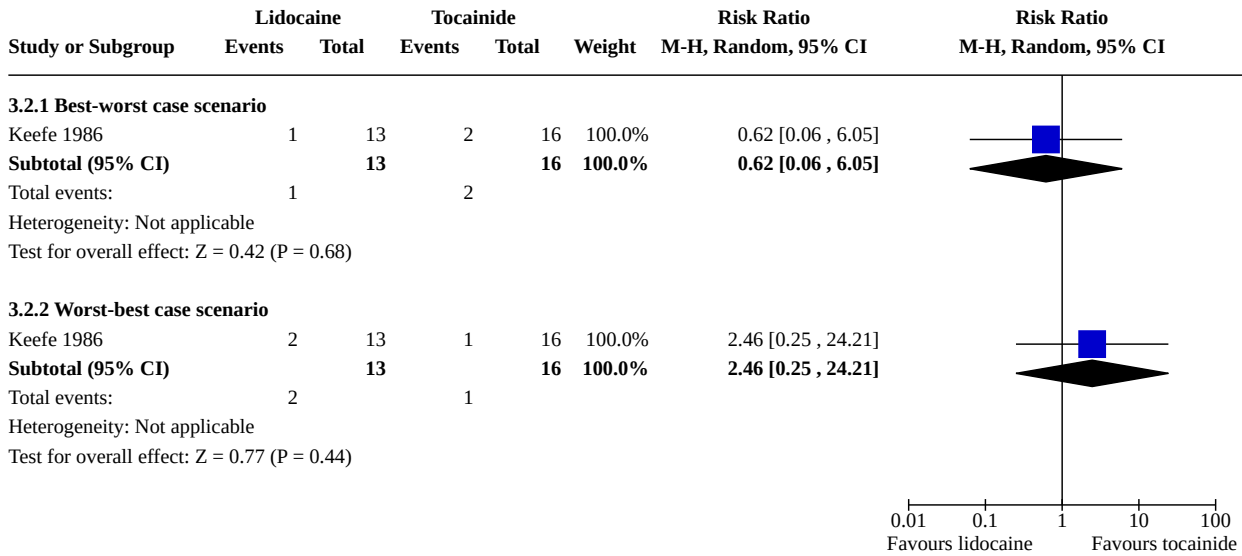 Lidocaine Tocainide Risk Ratio Risk Ratio
Study or Subgroup Events Total Events Total Weight M-H, Random, 95% CI M-H, Random, 95% CI
3.2.1 Best-worst case scenario
Keefe 1986 1 13 2 16 100.0% 0.62 [0.06 , 6.05]
Subtotal (95% CI) 13 16 100.0% 0.62 [0.06 , 6.05]
Total events: 1 2
Heterogeneity: Not applicable
Test for overall effect: Z = 0.42 (P = 0.68)
3.2.2 Worst-best case scenario
Keefe 1986 2 13 1 16 100.0% 2.46 [0.25 , 24.21]
Subtotal (95% CI) 13 16 100.0% 2.46 [0.25 , 24.21]
Total events: 2 1
Heterogeneity: Not applicable
Test for overall effect: Z = 0.77 (P = 0.44)
0.01 0.1 1 10 100
Favours lidocaine Favours tocainide